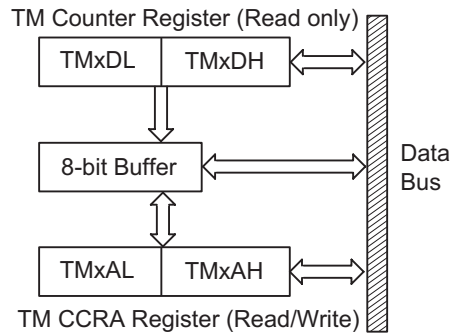 TM Counter Register (Read only)
TMxDL TMxDH
8-bit Buffer
Data
Bus
TMxAL TMxAH
TM CCRA Register (Read/Write)